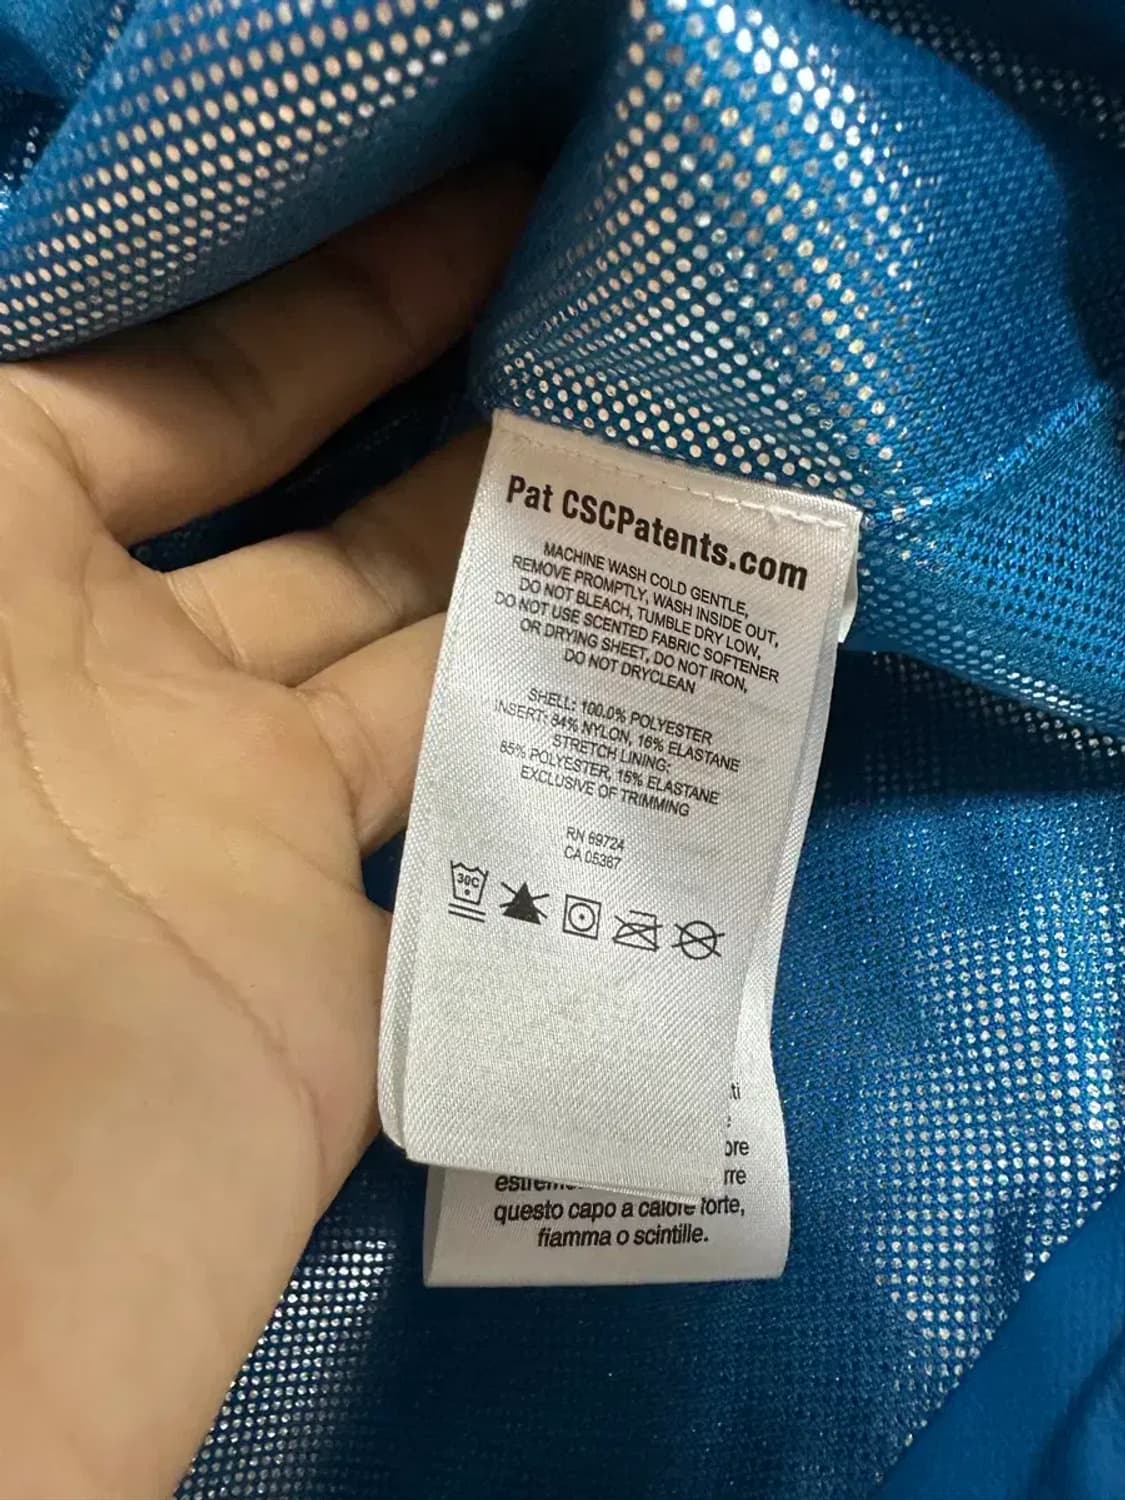 Pat CSCPatents.com
MACHINE WASH COLD GENTLE,
REMOVE PROMPTLY, WASH INSIDE OUT,
DO NOT BLEACH, TUMBLE DRY LOW,
DO NOT USE SCENTED FABRIC SOFTENER
OR DRYING SHEET, DO NOT IRON,
DO NOT DRYCLEAN
SHELL: 100.0% POLYESTER
INSERT: 84% NYLON, 16% ELASTANE
STRETCH LINING:
85% POLYESTER, 15% ELASTANE
EXCLUSIVE OF TRIMMING
RN 69724
CA 05367
30C
questo capo a calore forte,
fiamma o scintille.